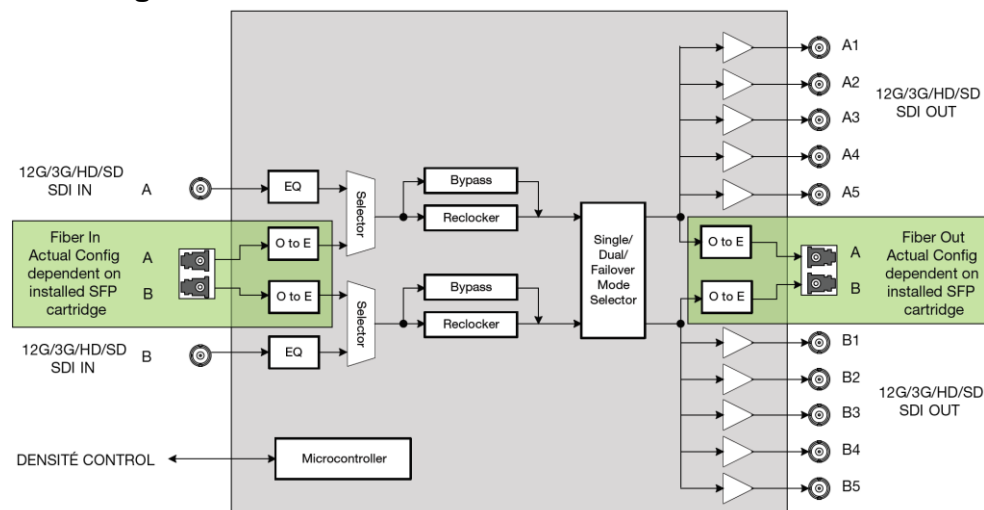 12G/3G/HD/SD
SDI IN
A
EQ
Selector
Bypass
Reclocker
Fiber In
Actual Config
dependent on
installed SFP
cartridge
A
B
O to E
O to E
12G/3G/HD/SD
SDI IN
B
EQ
Selector
Bypass
Reclocker
Single/
Dual/
Failover
Mode
Selector
A1
A2
A3
A4
A5
12G/3G/HD/SD
SDI OUT
O to E
O to E
A
B
Fiber Out
Actual Config
dependent on
installed SFP
cartridge
B1
B2
B3
B4
B5
12G/3G/HD/SD
SDI OUT
DENSITÉ CONTROL
Microcontroller